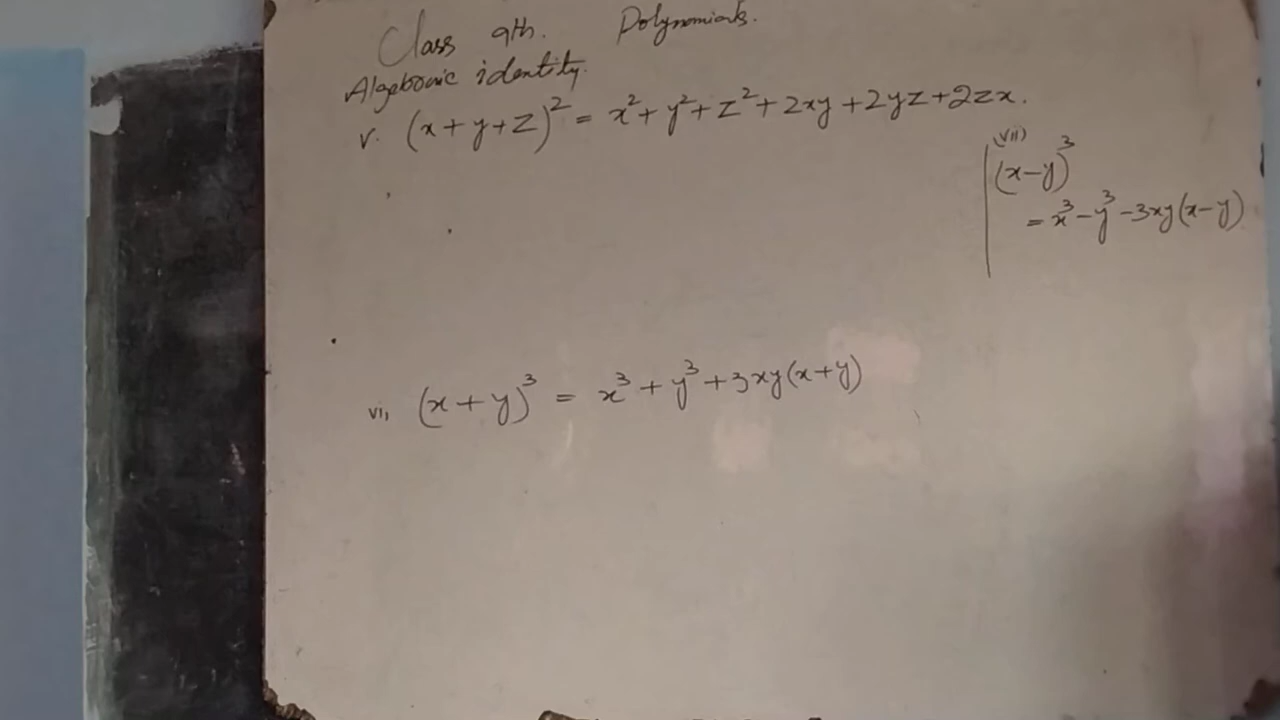 Class 9th. Polynomials.
Algebraic identity.
v. (x+y+z)² = x²+y²+z²+2xy+2yz+2zx.
(vii)
(x-y)³
= x³-y³-3xy(x-y)
vi, (x+y)³ = x³+y³+3xy(x+y)